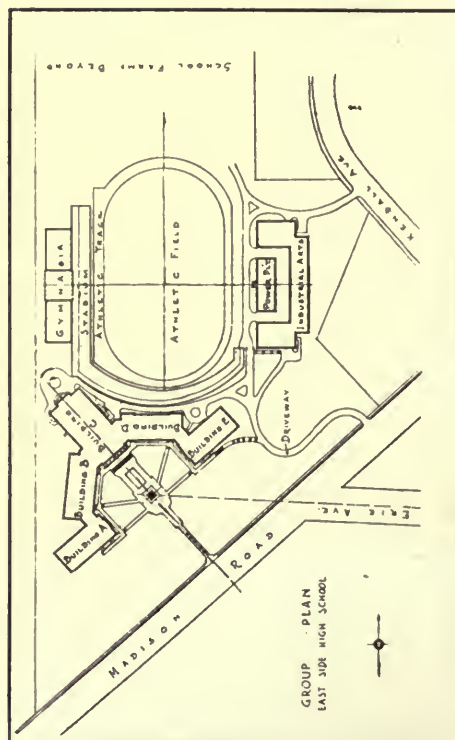 SCHOOL FARMS BEYOND
KENDALL AVE.
GYMNASIA
STADIUM
ATHLETIC TRACK
ATHLETIC FIELD
POWER PLT.
INDUSTRIAL ARTS
BUILDING C
BUILDING D
BUILDING B
BUILDING E
BUILDING A
DRIVEWAY
ERIE AVE.
MADISON ROAD
GROUP PLAN
EAST SIDE HIGH SCHOOL